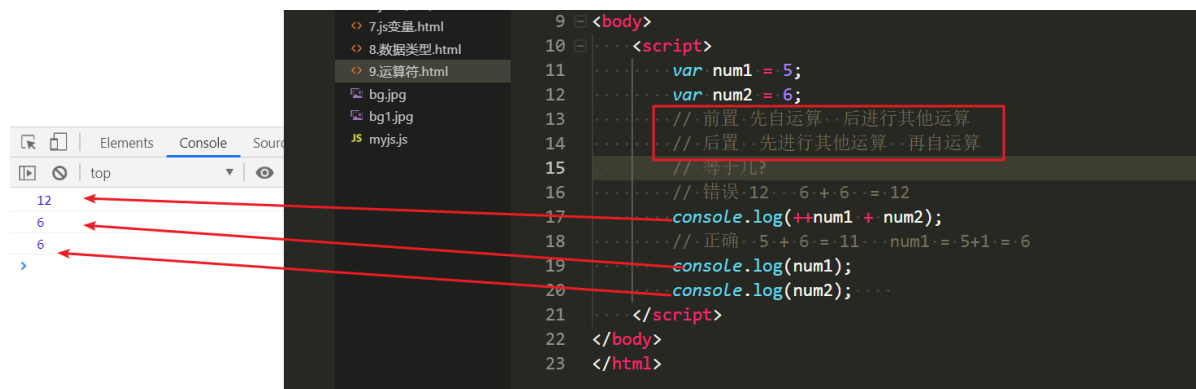 7.js变量.html
8.数据类型.html
9.运算符.html
bg.jpg
bg1.jpg
JS myjs.js
Elements Console Sourc
top
12
6
6
9 <body>
10 <script>
11 var num1 = 5;
12 var num2 = 6;
13 // 前置 先自运算 后进行其他运算
14 // 后置 先进行其他运算 再自运算
15 // 等于几?
16 // 错误 12 6 + 6 = 12
17 console.log(++num1 + num2);
18 // 正确 5 + 6 = 11 num1 = 5+1 = 6
19 console.log(num1);
20 console.log(num2);
21 </script>
22 </body>
23 </html>